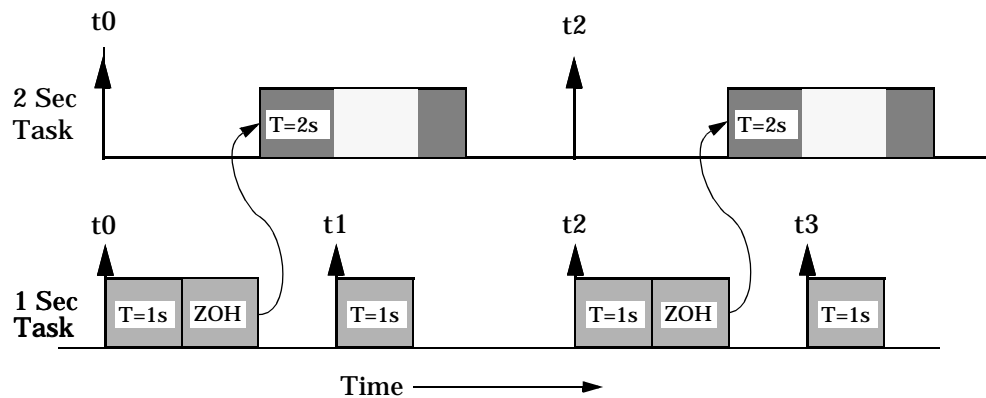 t0
t2
2 Sec
Task
T=2s
T=2s
t0
t1
t2
t3
1 Sec
Task
T=1s
ZOH
T=1s
T=1s
ZOH
T=1s
Time